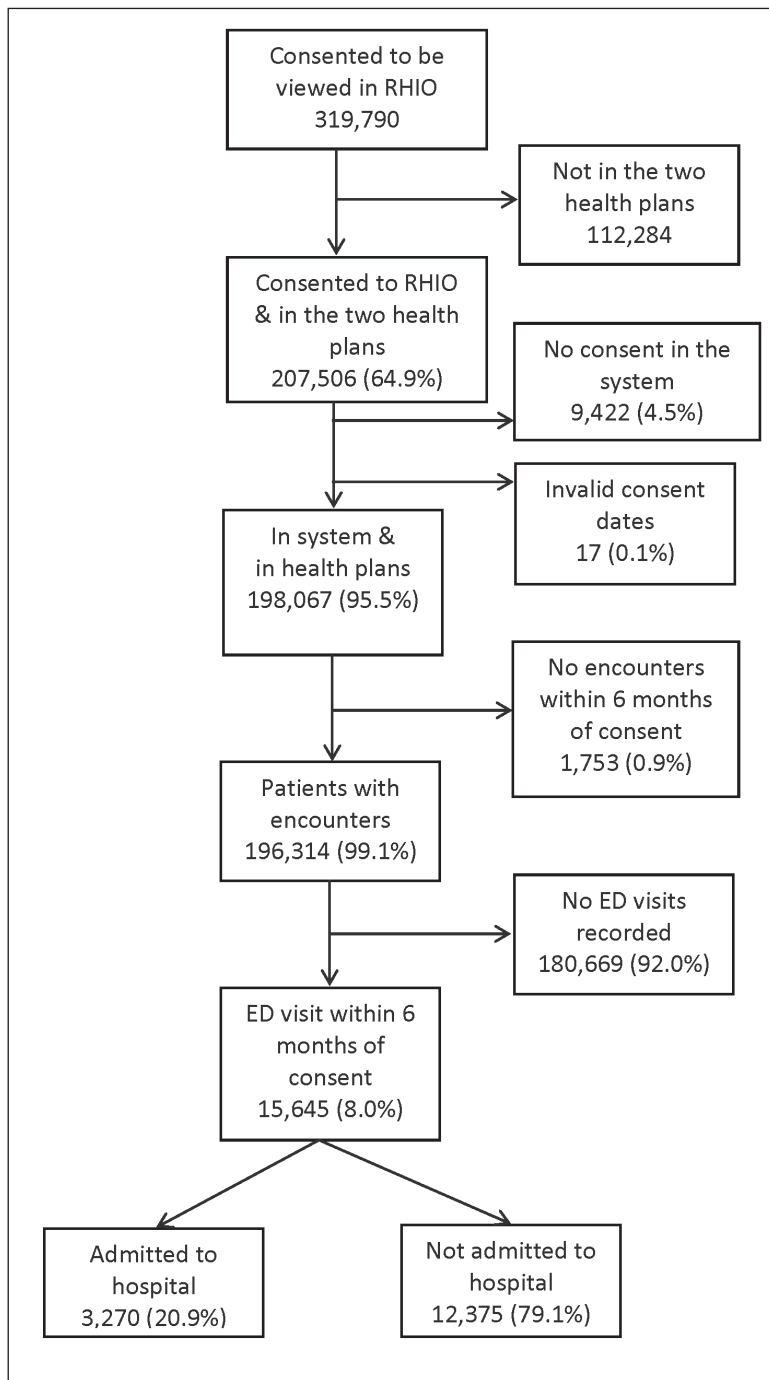 Consented to be
viewed in RHIO
319,790
Not in the two
health plans
112,284
Consented to RHIO
& in the two health
plans
207,506 (64.9%)
No consent in the
system
9,422 (4.5%)
Invalid consent
dates
17 (0.1%)
In system &
in health plans
198,067 (95.5%)
No encounters
within 6 months
of consent
1,753 (0.9%)
Patients with
encounters
196,314 (99.1%)
No ED visits
recorded
180,669 (92.0%)
ED visit within 6
months of
consent
15,645 (8.0%)
Admitted to
hospital
3,270 (20.9%)
Not admitted to
hospital
12,375 (79.1%)